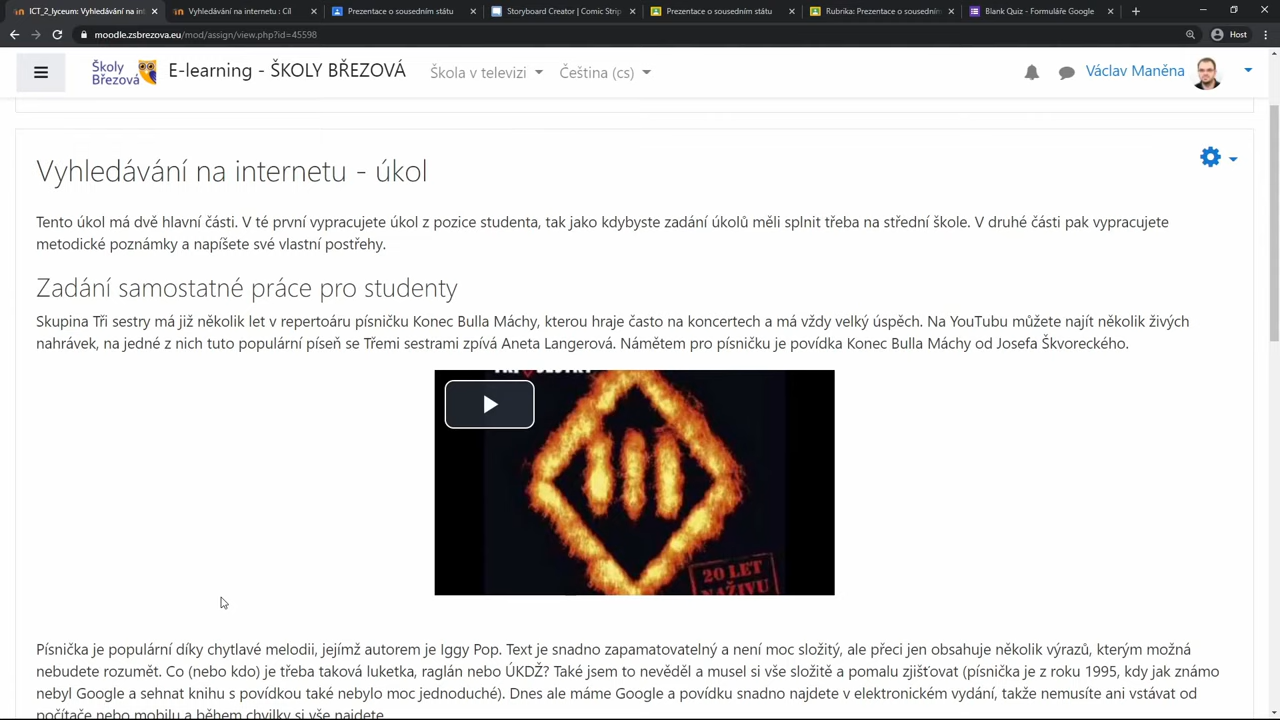 ICT_2_lyceum: Vyhledávání na in
Vyhledávání na internetu : Cíl
Prezentace o sousedním státu
Storyboard Creator | Comic Strip
Prezentace o sousedním státu
Rubrika: Prezentace o sousední
Blank Quiz - Formuláře Google
moodle.zsbrezova.eu/mod/assign/view.php?id=45598
Host
Školy
Březová
E-learning - ŠKOLY BŘEZOVÁ
Škola v televizi
Čeština (cs)
Václav Maněna
Vyhledávání na internetu - úkol
Tento úkol má dvě hlavní části. V té první vypracujete úkol z pozice studenta, tak jako kdybyste zadání úkolů měli splnit třeba na střední škole. V druhé části pak vypracujete
metodické poznámky a napíšete své vlastní postřehy.
Zadání samostatné práce pro studenty
Skupina Tři sestry má již několik let v repertoáru písničku Konec Bulla Máchy, kterou hraje často na koncertech a má vždy velký úspěch. Na YouTubu můžete najít několik živých
nahrávek, na jedné z nich tuto populární píseň se Třemi sestrami zpívá Aneta Langerová. Námětem pro písničku je povídka Konec Bulla Máchy od Josefa Škvoreckého.
20 LET
NAŽIVU
Písnička je populární díky chytlavé melodii, jejímž autorem je Iggy Pop. Text je snadno zapamatovatelný a není moc složitý, ale přeci jen obsahuje několik výrazů, kterým možná
nebudete rozumět. Co (nebo kdo) je třeba taková luketka, raglán nebo ÚKDŽ? Také jsem to nevěděl a musel si vše složitě a pomalu zjišťovat (písnička je z roku 1995, kdy jak známo
nebyl Google a sehnat knihu s povídkou také nebylo moc jednoduché). Dnes ale máme Google a povídku snadno najdete v elektronickém vydání, takže nemusíte ani vstávat od
počítače nebo mobilu a během chvilky si vše najdete.